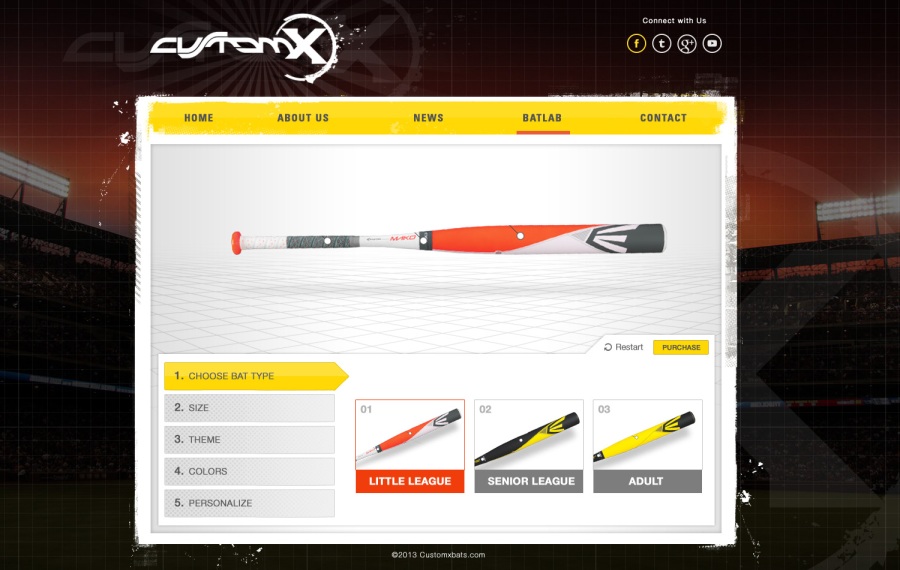 Connect with Us
CUSTOMX
HOME ABOUT US NEWS BATLAB CONTACT
MAKO
Restart PURCHASE
1. CHOOSE BAT TYPE
2. SIZE
3. THEME
4. COLORS
5. PERSONALIZE
01 02 03
LITTLE LEAGUE SENIOR LEAGUE ADULT
©2013 Customxbats.com